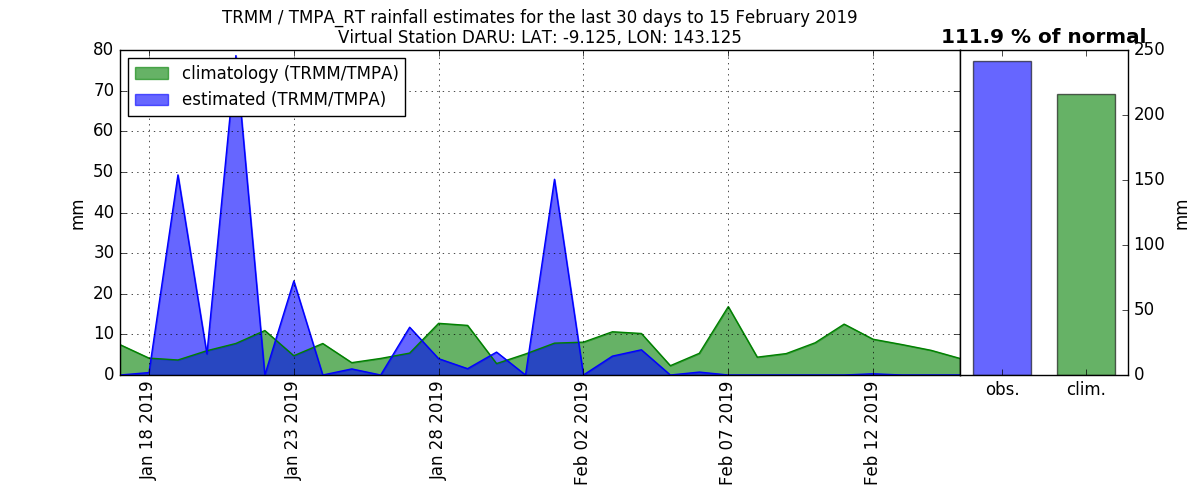 TRMM / TMPA_RT rainfall estimates for the last 30 days to 15 February 2019
Virtual Station DARU: LAT: -9.125, LON: 143.125
111.9 % of normal
climatology (TRMM/TMPA)
estimated (TRMM/TMPA)
80
70
60
50
40
30
20
10
0
mm
Jan 18 2019
Jan 23 2019
Jan 28 2019
Feb 02 2019
Feb 07 2019
Feb 12 2019
obs.
clim.
250
200
150
100
50
0
mm